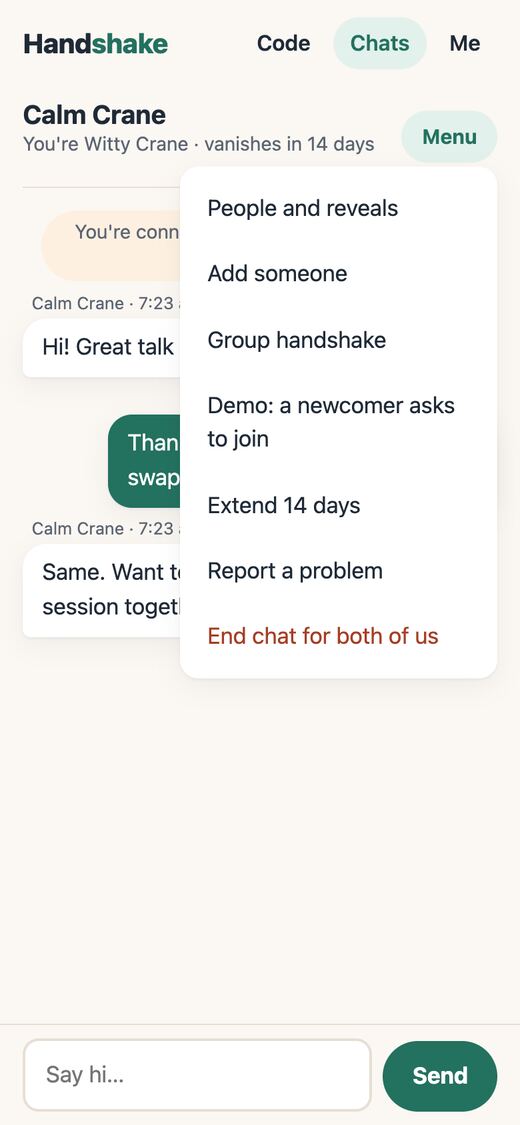 Handshake
Code
Chats
Me
Calm Crane
You're Witty Crane · vanishes in 14 days
Menu
You're conn
Calm Crane · 7:23
Hi! Great talk
Than
swap
Calm Crane · 7:23
Same. Want to
session toget
People and reveals
Add someone
Group handshake
Demo: a newcomer asks
to join
Extend 14 days
Report a problem
End chat for both of us
Say hi...
Send